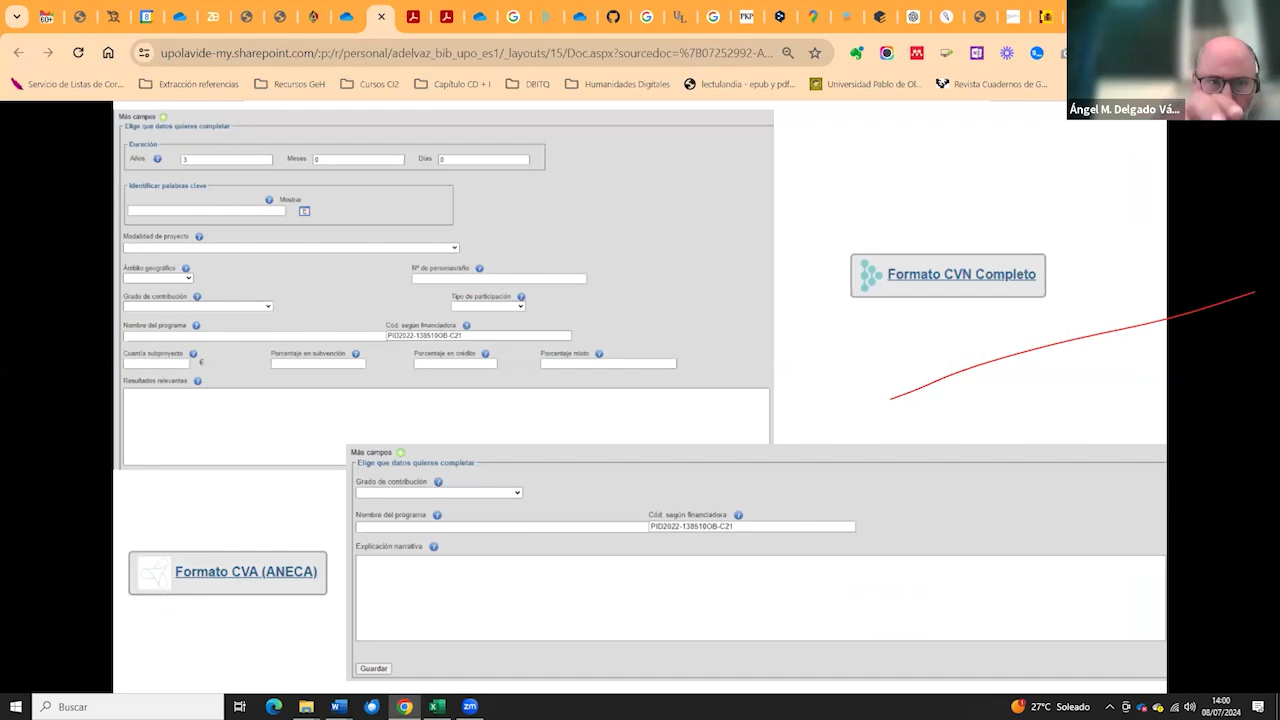 60+
upolavide-my.sharepoint.com/:p:/r/personal/adelvaz_bib_upo_es1/_layouts/15/Doc.aspx?sourcedoc=%7B07252992-A...
Servicio de Listas de Cor...
Extracción referencias
Recursos GeH
Cursos CI2
Capítulo CD + I
DBITO
Humanidades Digitales
lectulandia - epub y pdf...
Universidad Pablo de Ol...
Revista Cuadernos de G...
Ángel M. Delgado Vá...
Más campos
Elige que datos quieres completar
Duración
Años 3 Meses 0 Días 0
Identificar palabras clave
Mostrar
Modalidad de proyecto
Ámbito geográfico Nº de personas/año
Formato CVN Completo
Grado de contribución Tipo de participación
Nombre del programa Cód. según financiadora
PID2022-138510OB-C21
Cuantía subproyecto Porcentaje en subvención Porcentaje en crédito Porcentaje mixto
€
Resultados relevantes
Más campos
Elige que datos quieres completar
Grado de contribución
Nombre del programa Cód. según financiadora
PID2022-138510OB-C21
Explicación narrativa
Formato CVA (ANECA)
Guardar
Buscar
27°C Soleado
14:00
08/07/2024